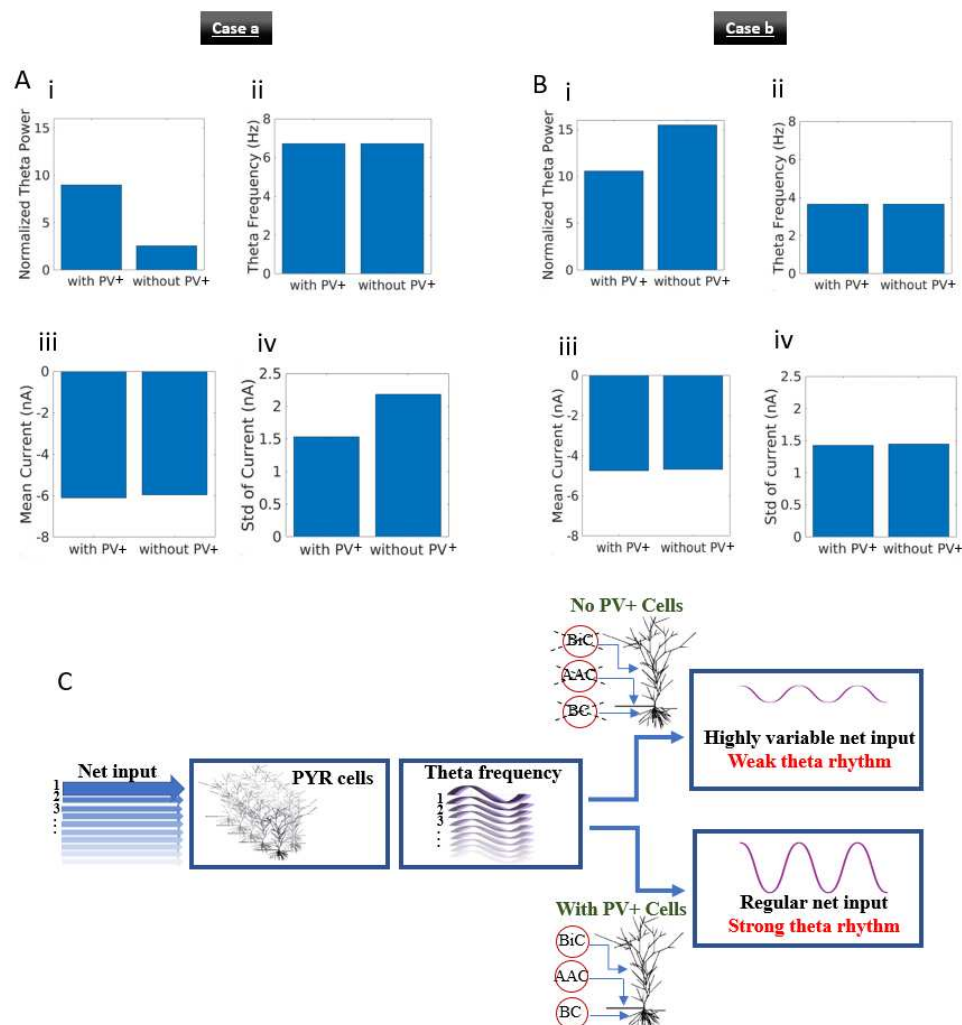 Case a
Case b
A
i
Normalized Theta Power
15
10
5
0
with PV+
without PV+
ii
Theta Frequency (Hz)
8
6
4
2
0
with PV+
without PV+
B
i
Normalized Theta Power
15
10
5
0
with PV+
without PV+
ii
Theta Frequency (Hz)
8
6
4
2
0
with PV+
without PV+
iii
Mean Current (nA)
0
-2
-4
-6
-8
with PV+
without PV+
iv
Std of Current (nA)
2.5
2
1.5
1
0.5
0
with PV+
without PV+
iii
Mean Current (nA)
0
-2
-4
-6
-8
with PV+
without PV+
iv
Std of current (nA)
2.5
2
1.5
1
0.5
0
with PV+
without PV+
C
Net input
1
2
3
.
.
.
PYR cells
Theta frequency
1
2
3
.
.
.
No PV+ Cells
BiC
AAC
BC
Highly variable net input
Weak theta rhythm
With PV+ Cells
BiC
AAC
BC
Regular net input
Strong theta rhythm